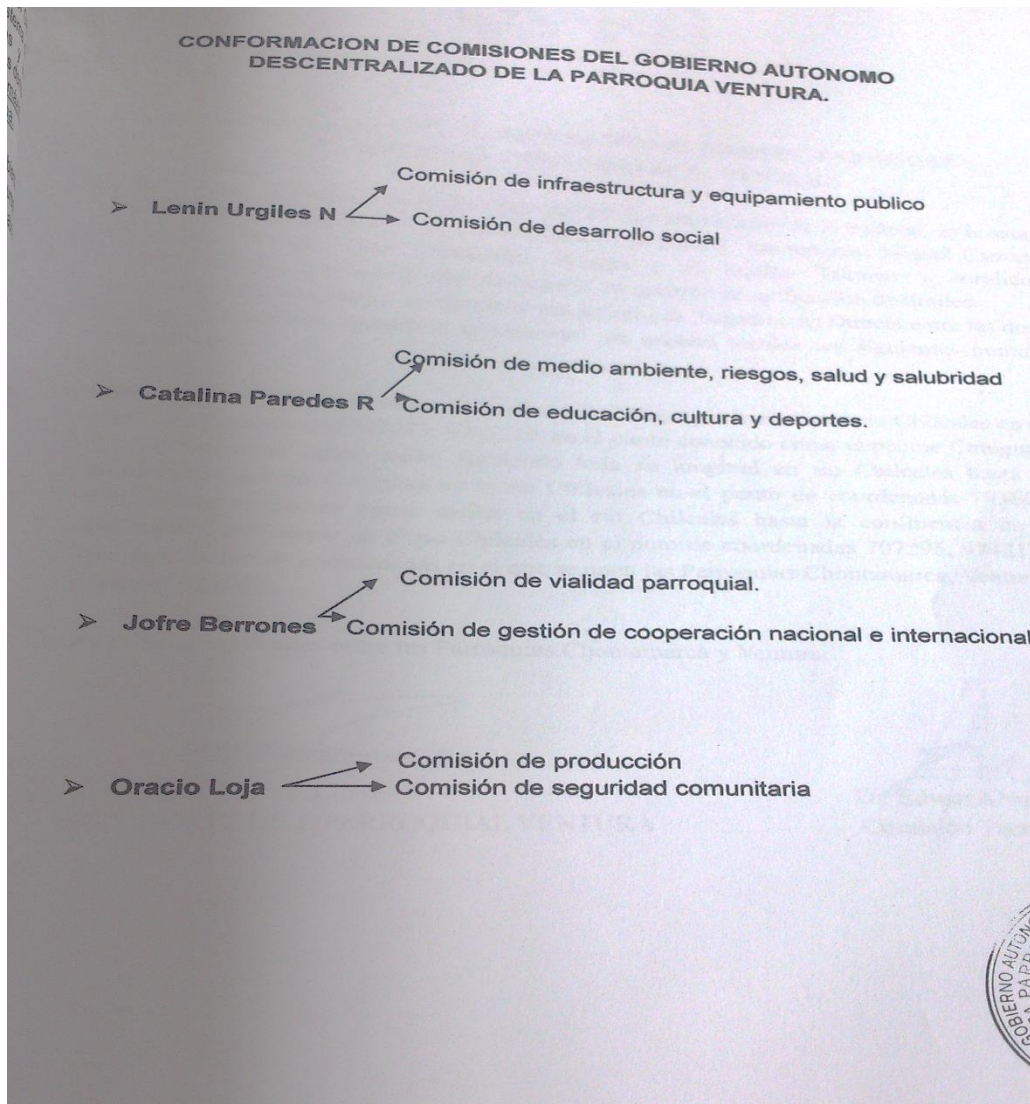 CONFORMACION DE COMISIONES DEL GOBIERNO AUTONOMO
DESCENTRALIZADO DE LA PARROQUIA VENTURA.
Comisión de infraestructura y equipamiento publico
➢ Lenin Urgiles N
Comisión de desarrollo social
Comisión de medio ambiente, riesgos, salud y salubridad
➢ Catalina Paredes R
Comisión de educación, cultura y deportes.
Comisión de vialidad parroquial.
➢ Jofre Berrones
Comisión de gestión de cooperación nacional e internacional
Comisión de producción
➢ Oracio Loja
Comisión de seguridad comunitaria
GOBIERNO